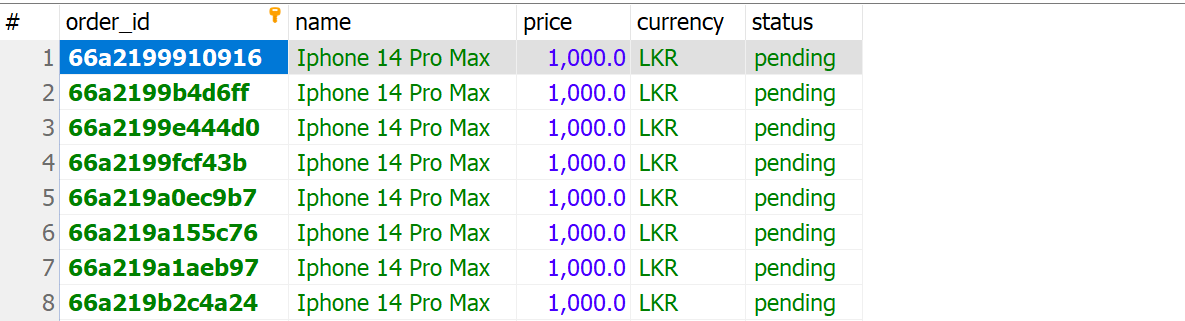 # order_id name price currency status
1 66a2199910916 Iphone 14 Pro Max 1,000.0 LKR pending
2 66a2199b4d6ff Iphone 14 Pro Max 1,000.0 LKR pending
3 66a2199e444d0 Iphone 14 Pro Max 1,000.0 LKR pending
4 66a2199fcf43b Iphone 14 Pro Max 1,000.0 LKR pending
5 66a219a0ec9b7 Iphone 14 Pro Max 1,000.0 LKR pending
6 66a219a155c76 Iphone 14 Pro Max 1,000.0 LKR pending
7 66a219a1aeb97 Iphone 14 Pro Max 1,000.0 LKR pending
8 66a219b2c4a24 Iphone 14 Pro Max 1,000.0 LKR pending